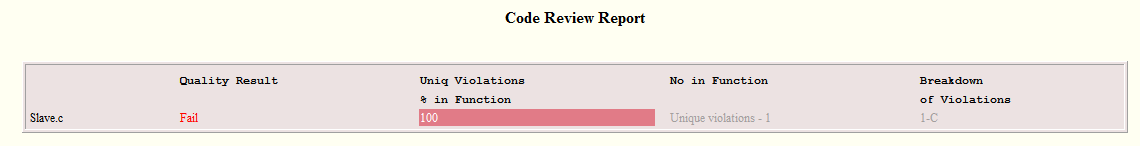 Code Review Report
Quality Result Uniq Violations No in Function Breakdown
% in Function of Violations
Slave.c Fail 100 Unique violations - 1 1-C